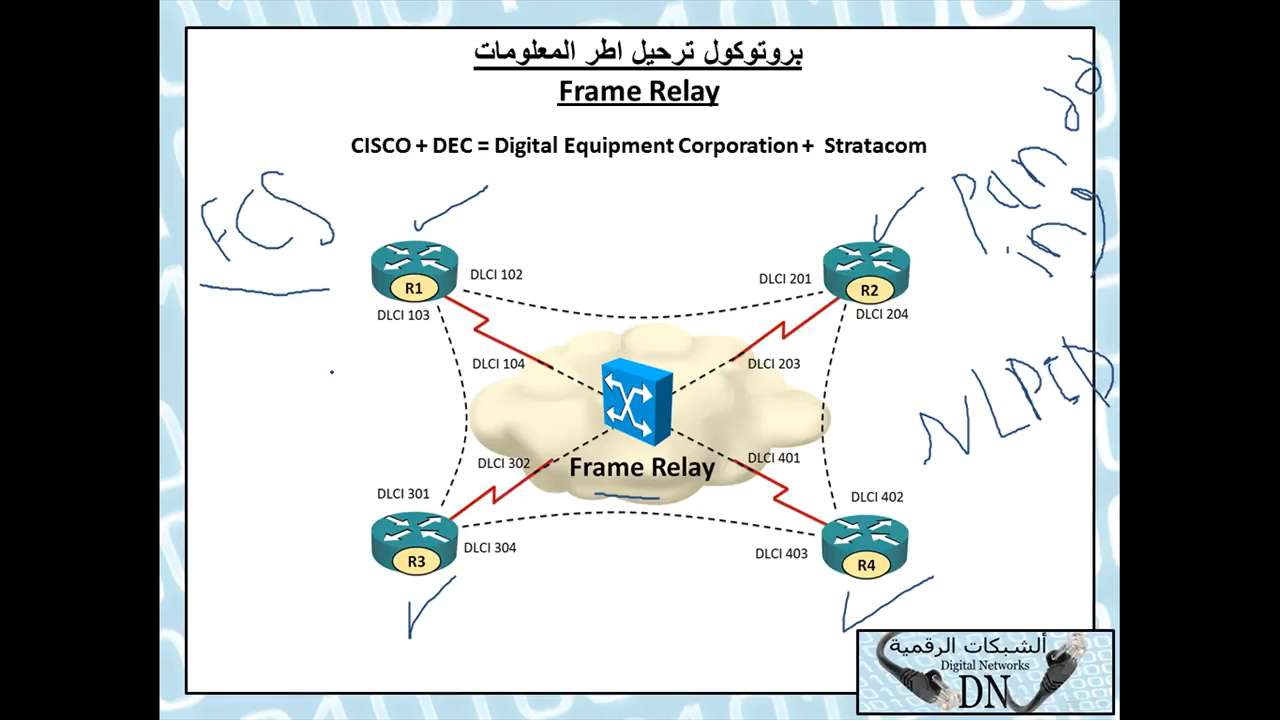 بروتوكول ترحيل اطر المعلومات
Frame Relay
CISCO + DEC = Digital Equipment Corporation + Stratacom
FCS
R1
DLCI 102
DLCI 103
DLCI 104
DLCI 201
R2
DLCI 204
DLCI 203
NLPID
Frame Relay
DLCI 302
DLCI 401
DLCI 301
DLCI 402
R3
DLCI 304
DLCI 403
R4
ألشبكات الرقمية
Digital Networks
DN